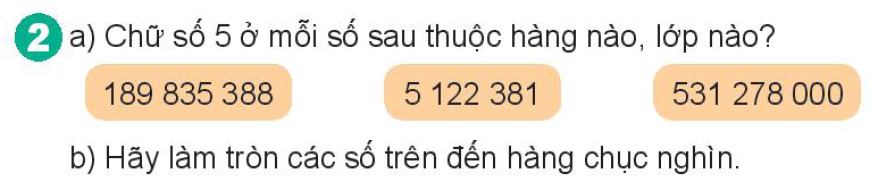 2 a) Chữ số 5 ở mỗi số sau thuộc hàng nào, lớp nào?
189 835 388 5 122 381 531 278 000
b) Hãy làm tròn các số trên đến hàng chục nghìn.